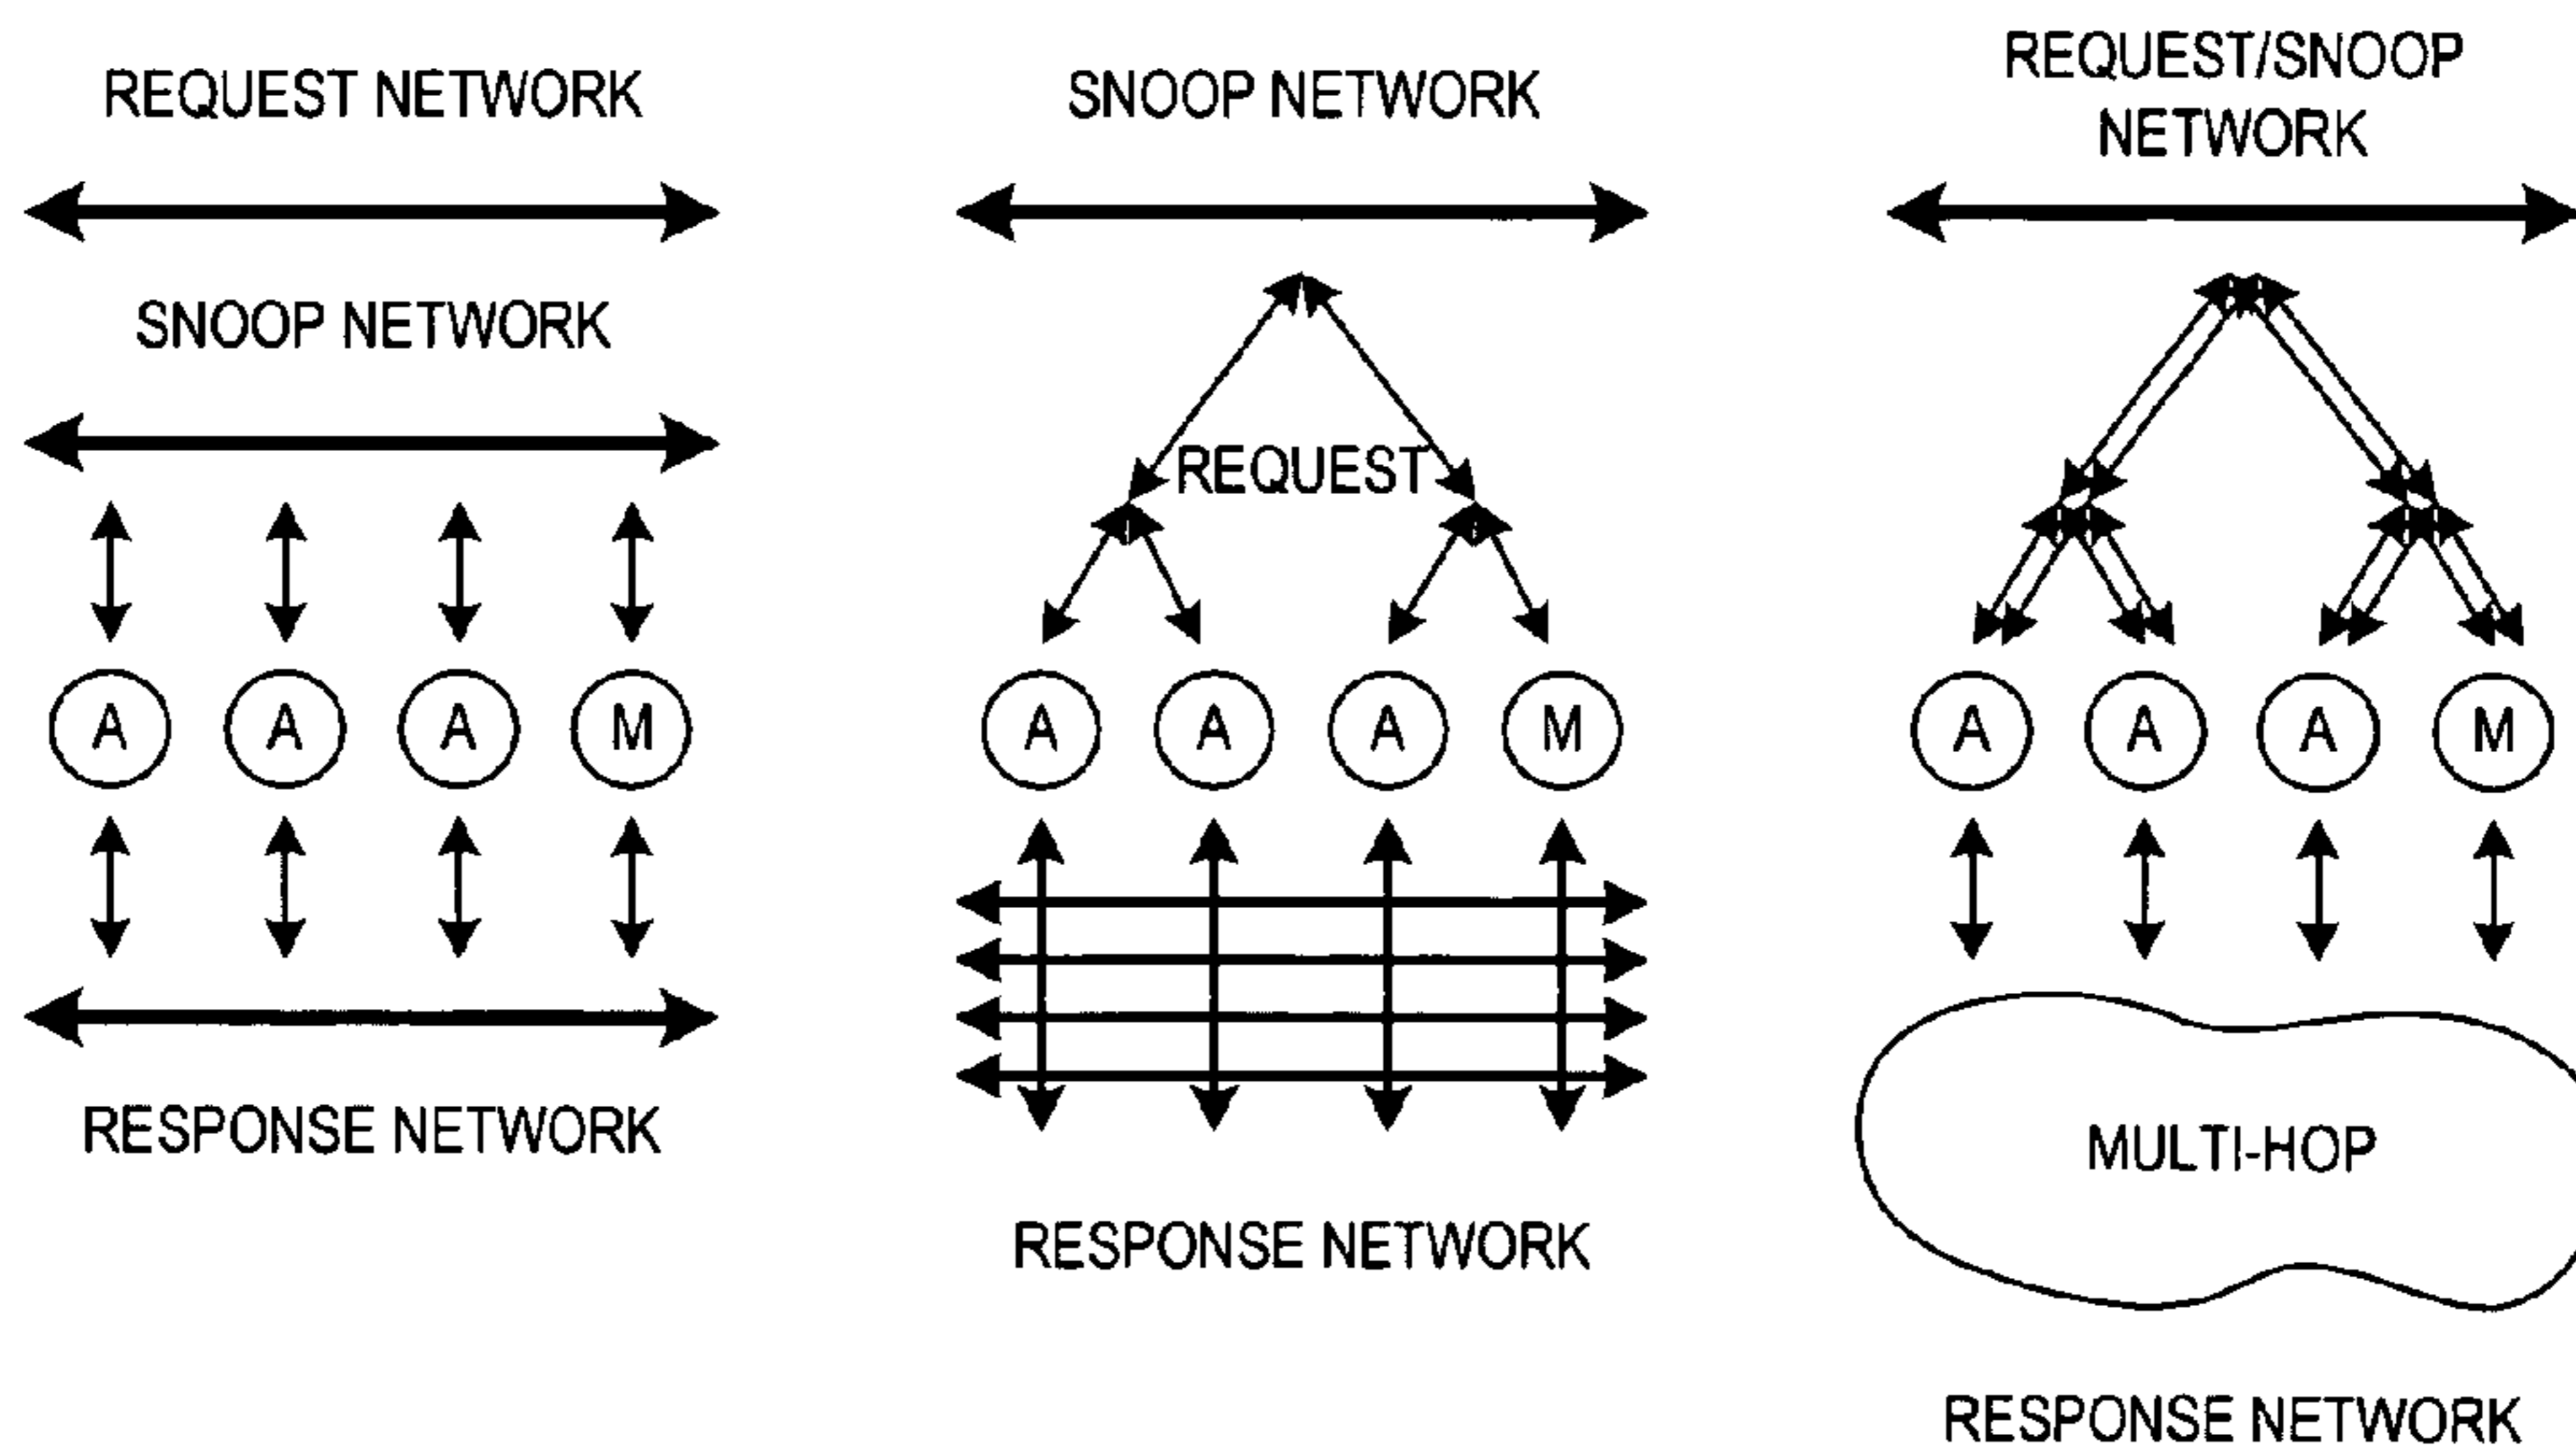 REQUEST NETWORK
SNOOP NETWORK
A A A M
RESPONSE NETWORK
SNOOP NETWORK
REQUEST
A A A M
RESPONSE NETWORK
REQUEST/SNOOP
NETWORK
A A A M
MULTI-HOP
RESPONSE NETWORK